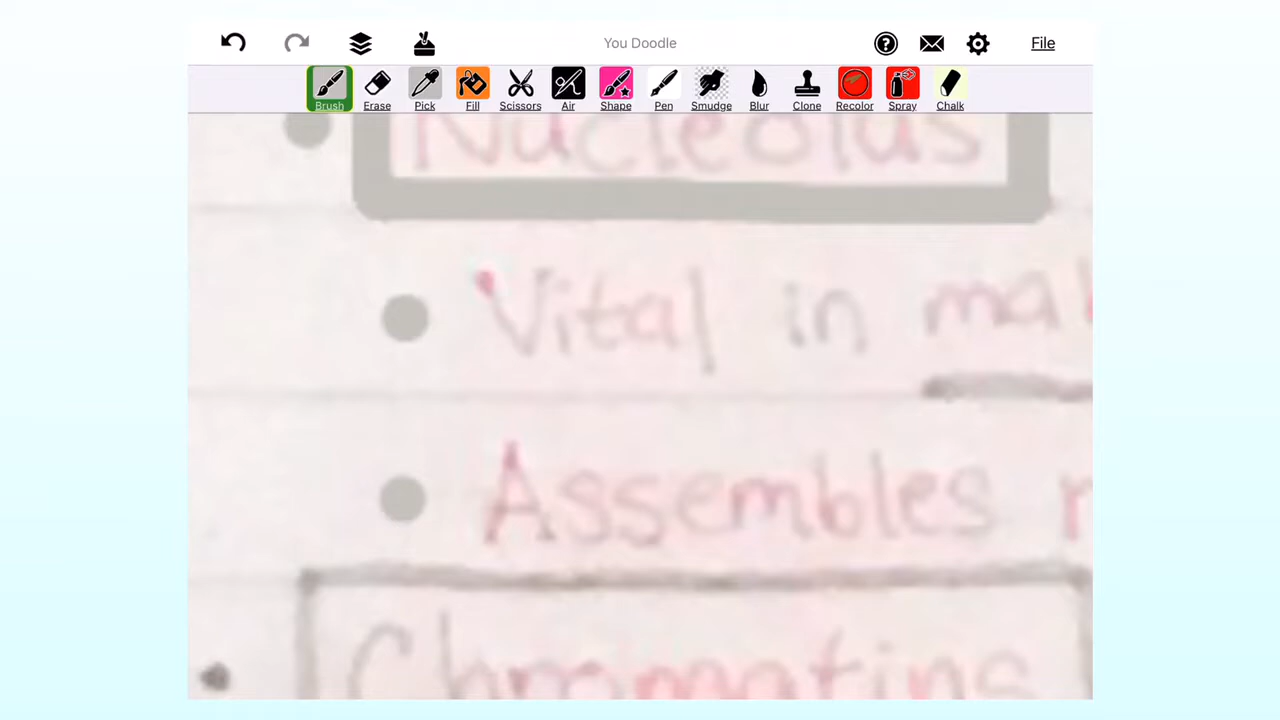 You Doodle
File
Brush Erase Pick Fill Scissors Air Shape Pen Smudge Blur Clone Recolor Spray Chalk
Nucleolus
Vital in
Assembles
Chromatins